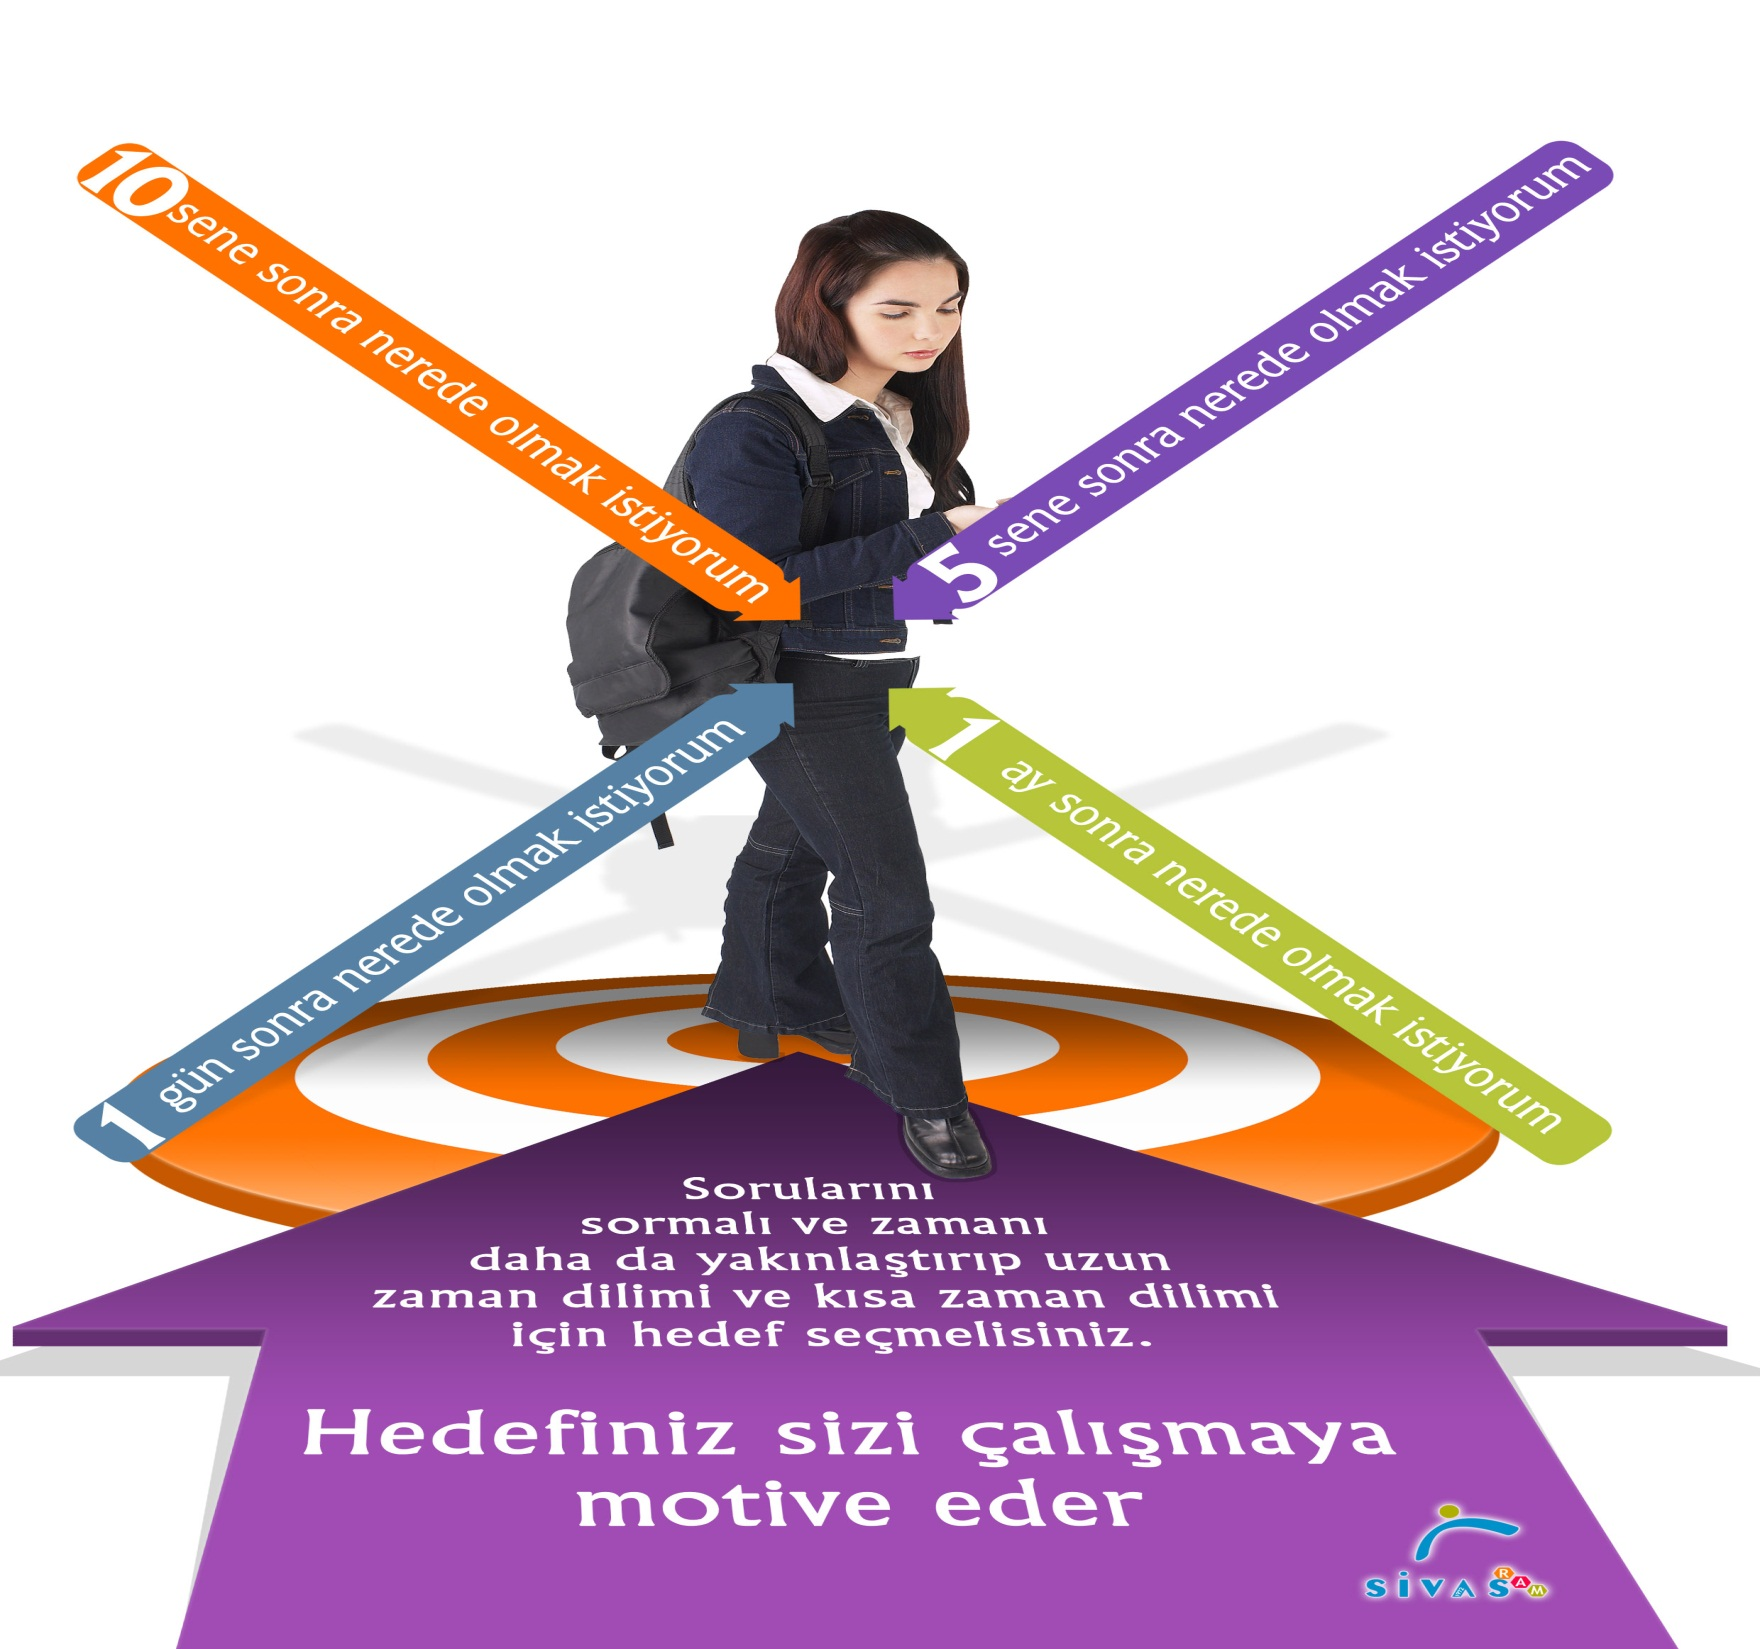 10 sene sonra nerede olmak istiyorum
5 sene sonra nerede olmak istiyorum
1 gün sonra nerede olmak istiyorum
1 ay sonra nerede olmak istiyorum
Sorularını
sormalı ve zamanı
daha da yakınlaştırıp uzun
zaman dilimi ve kısa zaman dilimi
için hedef seçmelisiniz.
Hedefiniz sizi çalışmaya
motive eder
SİVAS RAM